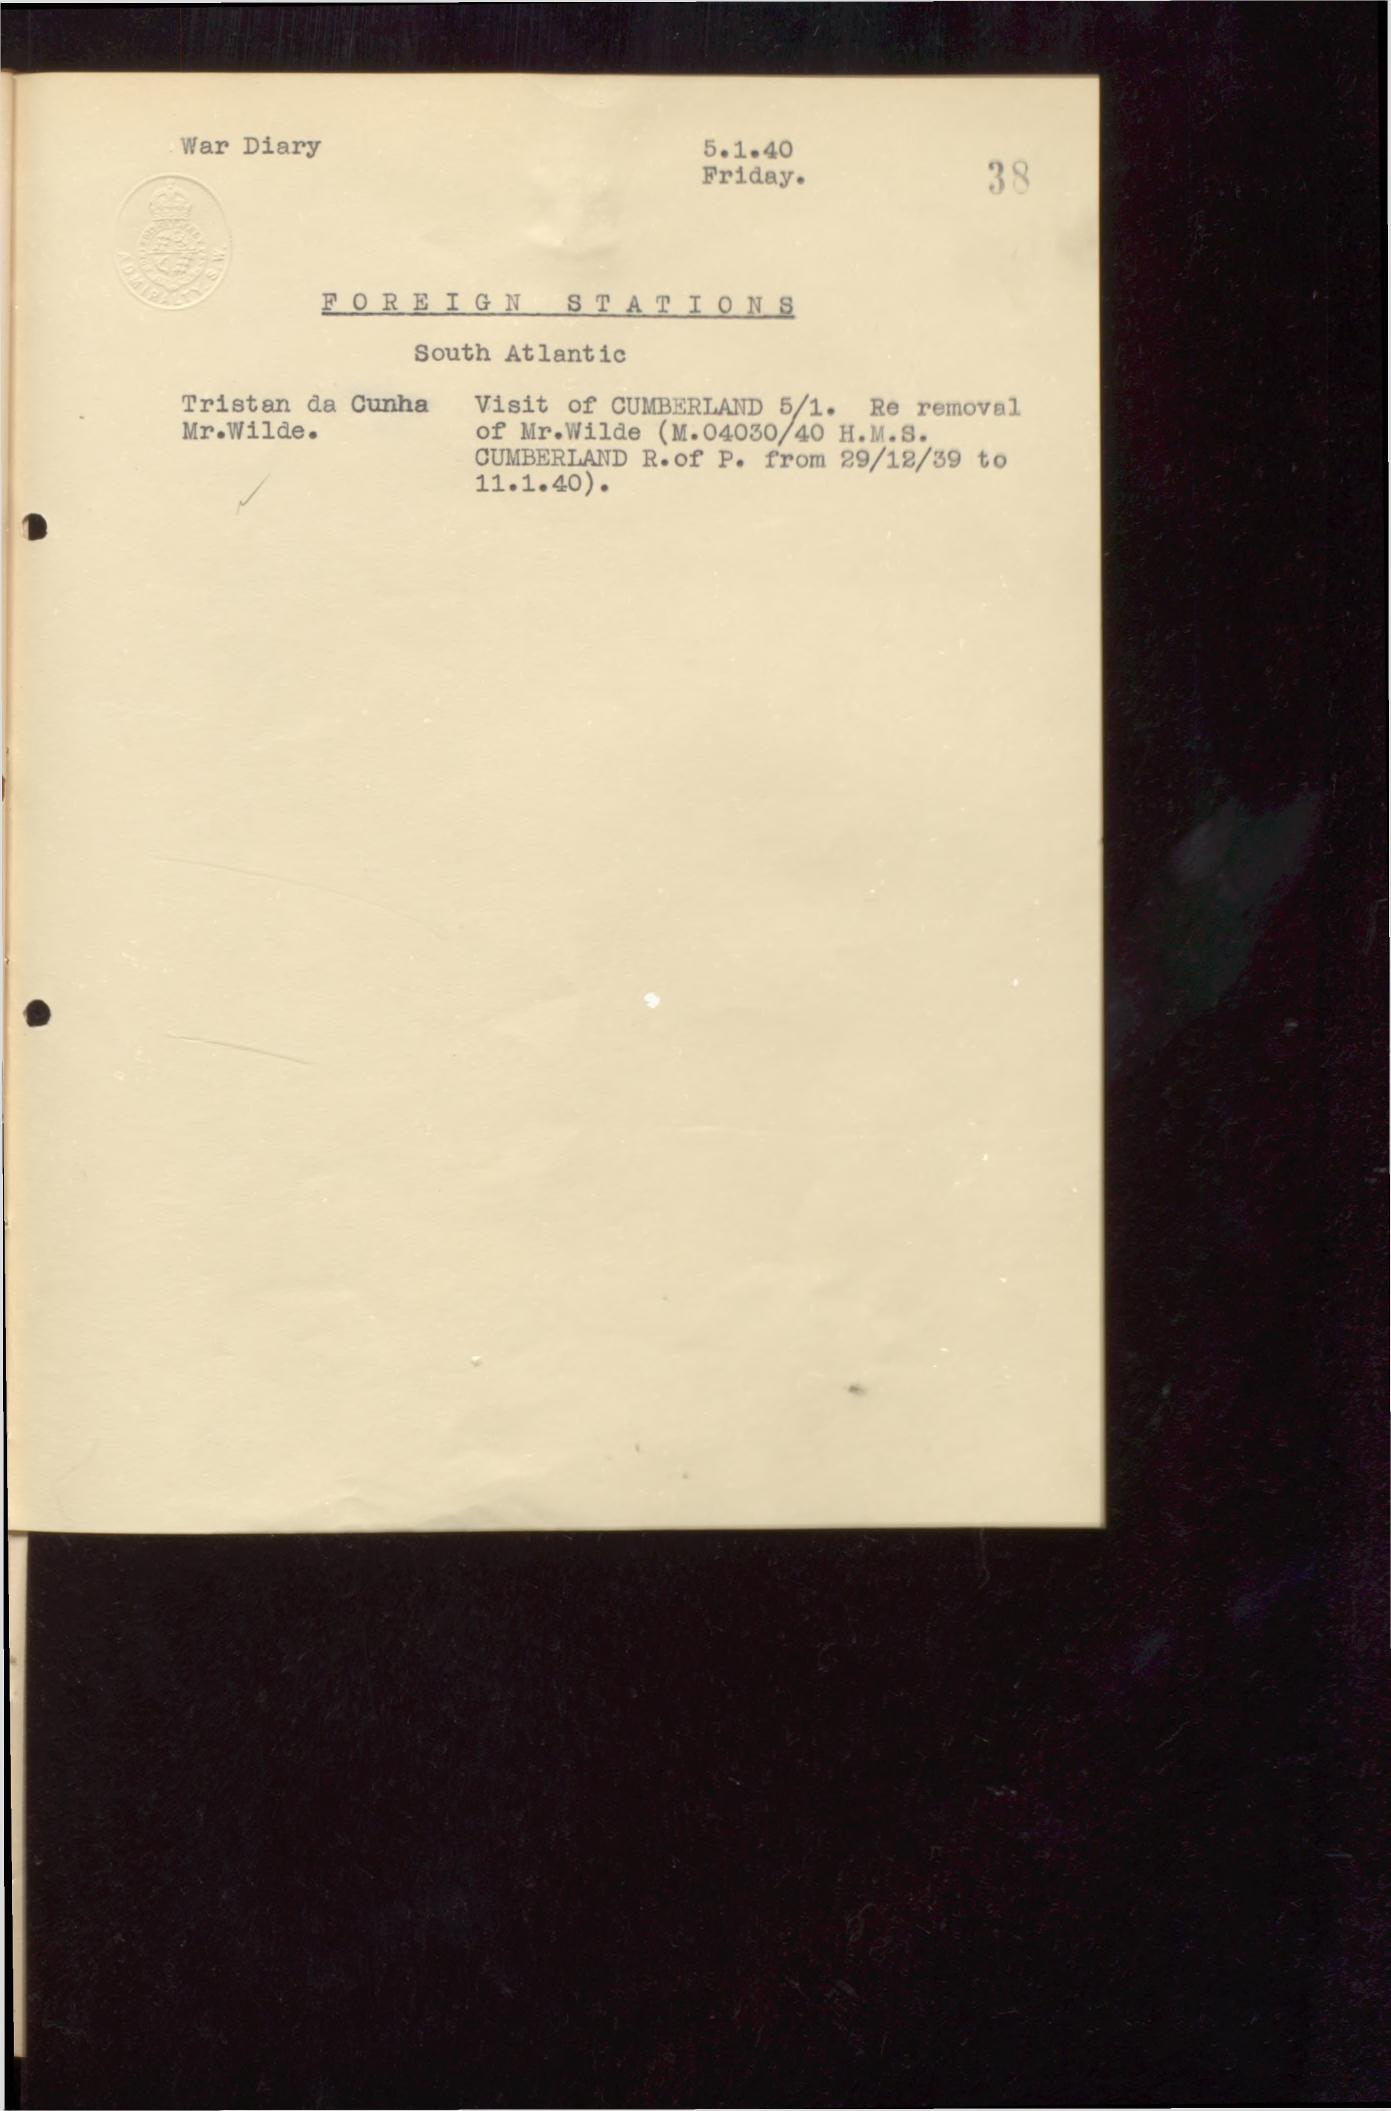 War Diary
5.1.40
Friday.
38
ADMIRALTY S.W.
FOREIGN STATIONS
South Atlantic
Tristan da Cunha
Mr.Wilde.
Visit of CUMBERLAND 5/1. Re removal
of Mr.Wilde (M.04030/40 H.M.S.
CUMBERLAND R.of P. from 29/12/39 to
11.1.40).